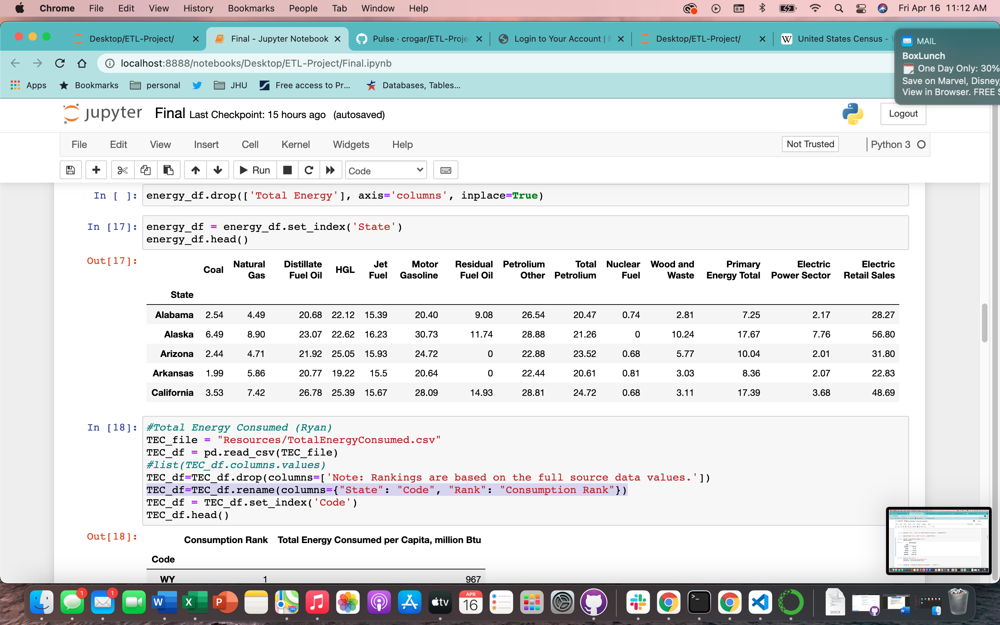 Chrome File Edit View History Bookmarks People Tab Window Help Fri Apr 16 11:12 AM
Desktop/ETL-Project/ Final - Jupyter Notebook Pulse · crogar/ETL-Proje Login to Your Account | Desktop/ETL-Project/ United States Census -
MAIL
BoxLunch
One Day Only: 30%
Save on Marvel, Disney,
View in Browser. FREE
localhost:8888/notebooks/Desktop/ETL-Project/Final.ipynb
Apps Bookmarks personal JHU Free access to Pr... Databases, Tables...
jupyter Final Last Checkpoint: 15 hours ago (autosaved) Logout
File Edit View Insert Cell Kernel Widgets Help Not Trusted Python 3
Run Code
In [ ]: energy_df.drop(['Total Energy'], axis='columns', inplace=True)
In [17]: energy_df = energy_df.set_index('State')
energy_df.head()
Out[17]:
Coal Natural Gas Distillate Fuel Oil HGL Jet Fuel Motor Gasoline Residual Fuel Oil Petrolium Other Total Petrolium Nuclear Fuel Wood and Waste Primary Energy Total Electric Power Sector Electric Retail Sales
State
Alabama 2.54 4.49 20.68 22.12 15.39 20.40 9.08 26.54 20.47 0.74 2.81 7.25 2.17 28.27
Alaska 6.49 8.90 23.07 22.62 16.23 30.73 11.74 28.88 21.26 0 10.24 17.67 7.76 56.80
Arizona 2.44 4.71 21.92 25.05 15.93 24.72 0 22.88 23.52 0.68 5.77 10.04 2.01 31.80
Arkansas 1.99 5.86 20.77 19.22 15.5 20.64 0 22.44 20.61 0.81 3.03 8.36 2.07 22.83
California 3.53 7.42 26.78 25.39 15.67 28.09 14.93 28.81 24.72 0.68 3.11 17.39 3.68 48.69
In [18]: #Total Energy Consumed (Ryan)
TEC_file = "Resources/TotalEnergyConsumed.csv"
TEC_df = pd.read_csv(TEC_file)
#list(TEC_df.columns.values)
TEC_df=TEC_df.drop(columns=['Note: Rankings are based on the full source data values.'])
TEC_df=TEC_df.rename(columns={"State": "Code", "Rank": "Consumption Rank"})
TEC_df = TEC_df.set_index('Code')
TEC_df.head()
Out[18]:
Consumption Rank Total Energy Consumed per Capita, million Btu
Code
WY 1 967
1 1 W X P 280 tv APR 16 >_ DOCX